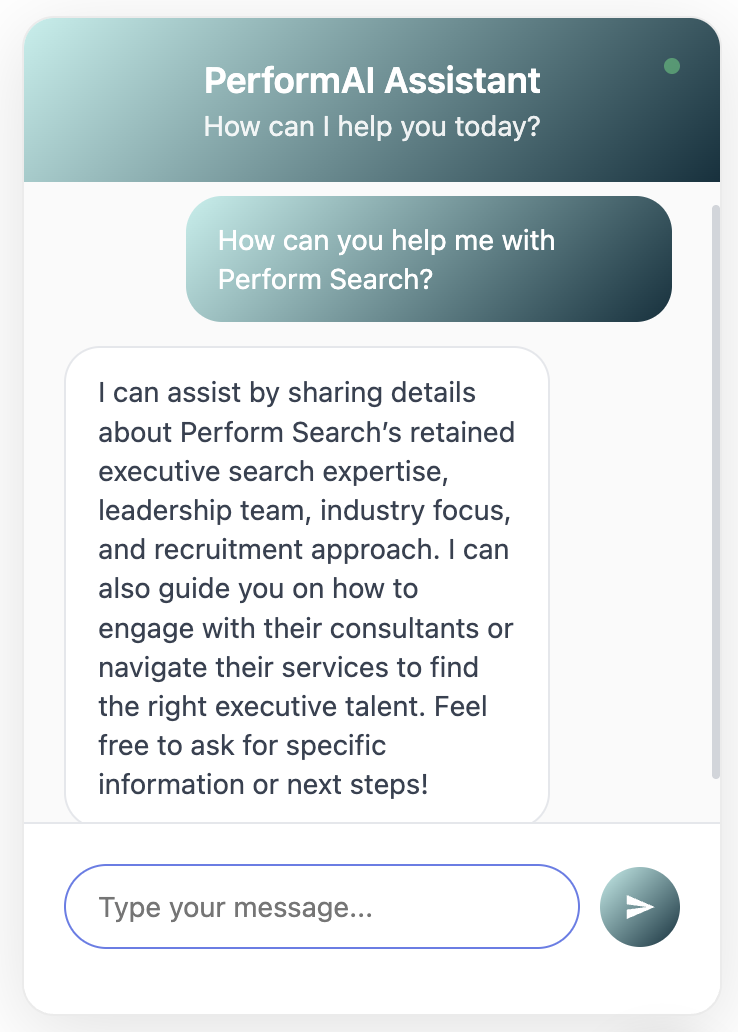 PerformAI Assistant
How can I help you today?
How can you help me with
Perform Search?
I can assist by sharing details
about Perform Search’s retained
executive search expertise,
leadership team, industry focus,
and recruitment approach. I can
also guide you on how to
engage with their consultants or
navigate their services to find
the right executive talent. Feel
free to ask for specific
information or next steps!
Type your message...